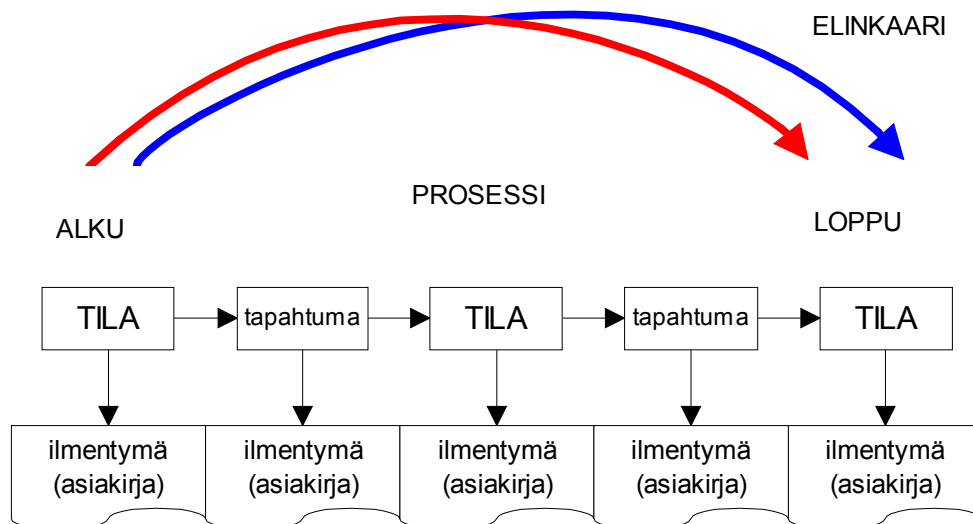 ELINKAARI
PROSESSI
ALKU
LOPPU
TILA
tapahtuma
TILA
tapahtuma
TILA
ilmentymä
(asiakirja)
ilmentymä
(asiakirja)
ilmentymä
(asiakirja)
ilmentymä
(asiakirja)
ilmentymä
(asiakirja)